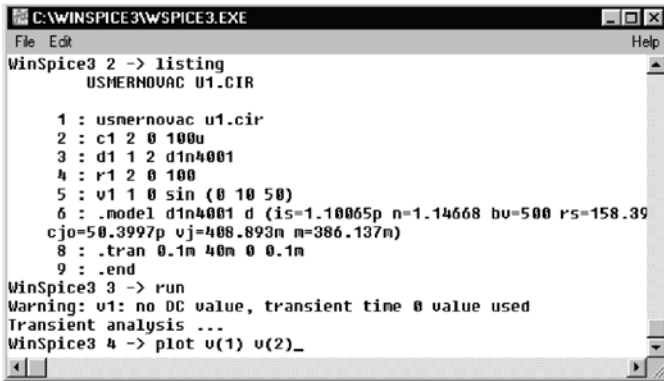 C:\WINSPICE3\WSPICE3.EXE
File Edit Help
WinSpice3 2 -> listing
USMERNOVAC U1.CIR
1 : usmernovac u1.cir
2 : c1 2 0 100u
3 : d1 1 2 d1n4001
4 : r1 2 0 100
5 : v1 1 0 sin (0 10 50)
6 : .model d1n4001 d (is=1.10065p n=1.14668 bv=500 rs=158.39
cjo=50.3997p vj=408.893m m=386.137m)
8 : .tran 0.1m 40m 0 0.1m
9 : .end
WinSpice3 3 -> run
Warning: v1: no DC value, transient time 0 value used
Transient analysis ...
WinSpice3 4 -> plot v(1) v(2)_